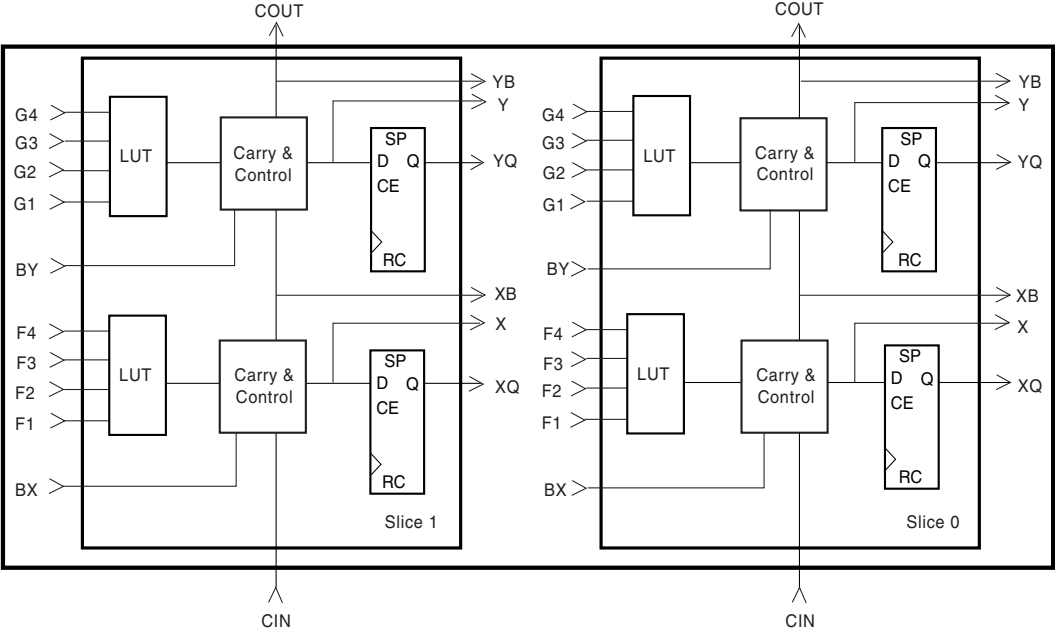 COUT
YB
Y
G4
G3
G2
G1
LUT
Carry &
Control
SP
D Q
CE
RC
YQ
BY
XB
X
F4
F3
F2
F1
LUT
Carry &
Control
SP
D Q
CE
RC
XQ
BX
Slice 1
CIN
COUT
YB
Y
G4
G3
G2
G1
LUT
Carry &
Control
SP
D Q
CE
RC
YQ
BY
XB
X
F4
F3
F2
F1
LUT
Carry &
Control
SP
D Q
CE
RC
XQ
BX
Slice 0
CIN